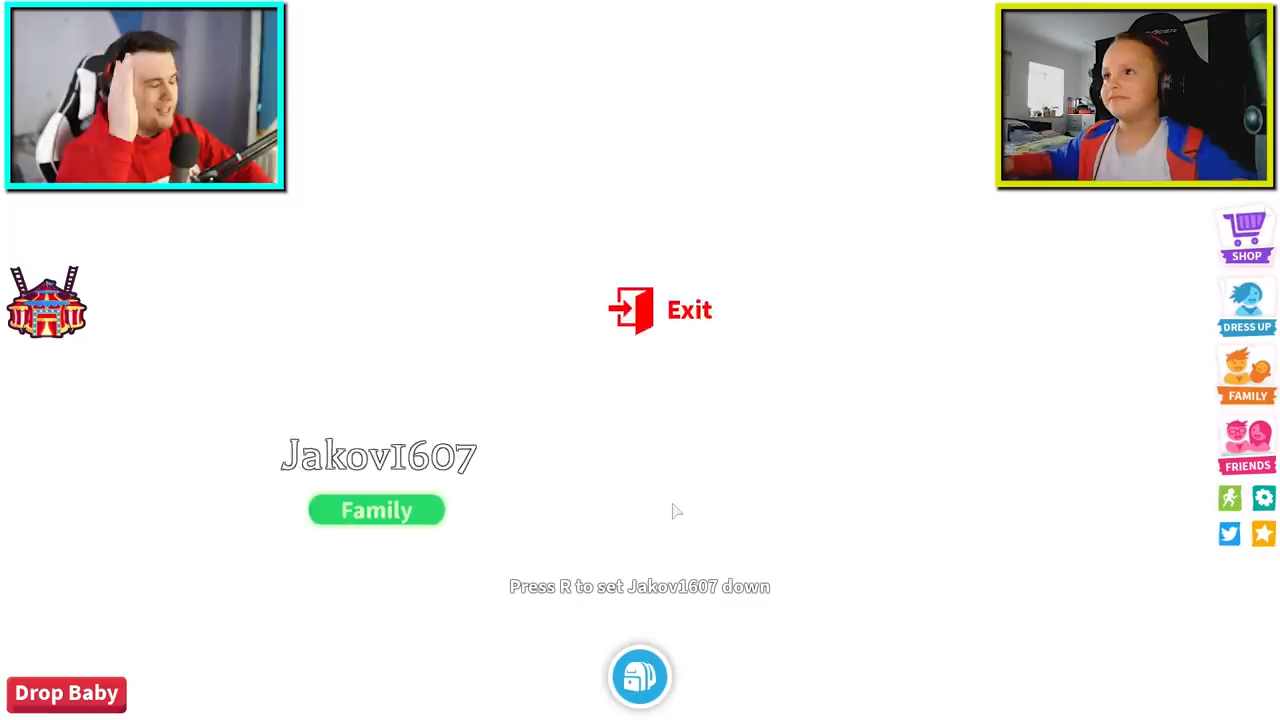 SHOP
Exit
DRESS UP
FAMILY
Jakov1607
FRIENDS
Family
Press R to set Jakov1607 down
Drop Baby